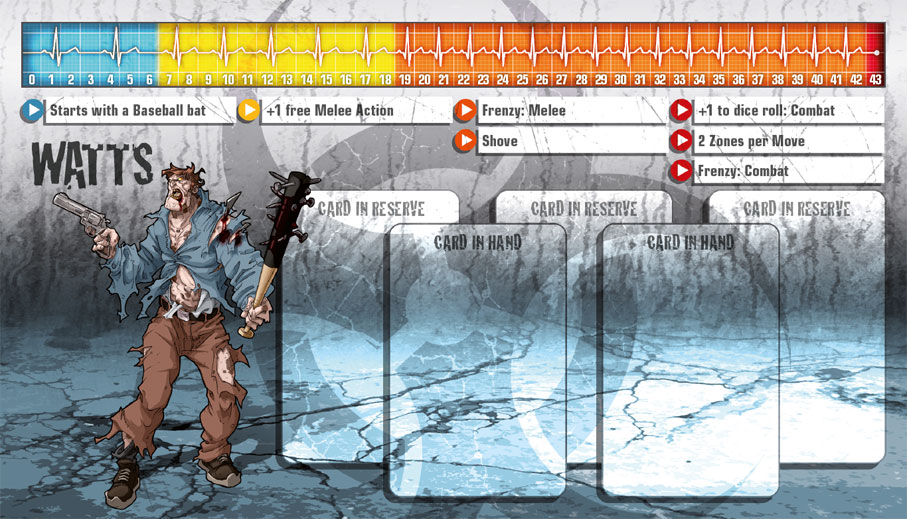 0 1 2 3 4 5 6 7 8 9 10 11 12 13 14 15 16 17 18 19 20 21 22 23 24 25 26 27 28 29 30 31 32 33 34 35 36 37 38 39 40 41 42 43
Starts with a Baseball bat
+1 free Melee Action
Frenzy: Melee
+1 to dice roll: Combat
Shove
2 Zones per Move
Frenzy: Combat
WATTS
CARD IN RESERVE
CARD IN RESERVE
CARD IN RESERVE
CARD IN HAND
CARD IN HAND